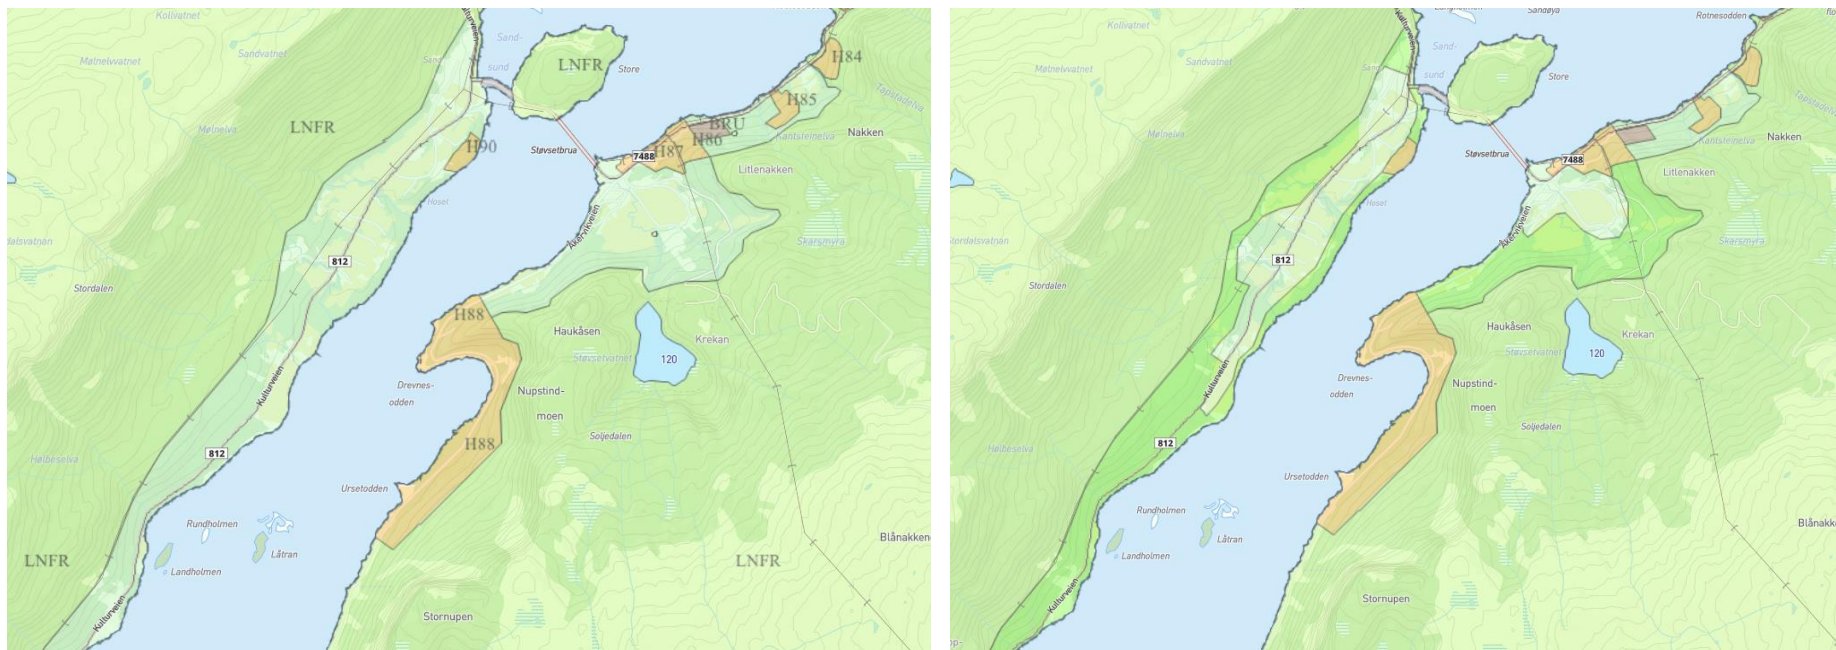 Kolivatnet
Kulturveien
Sandvatnet
Mølnelvvatnet
Sand-
sund
LNFR
Store
H84
H85
Tapstadelva
Mølnelva
LNFR
Støvsetbrua
BRU
H86
Kantsteinelva
Nakken
H90
7488
H87
Litlenakken
Hosel
Åkervikveien
Skarsmyra
812
Stordalen
H88
Haukåsen
Krekan
Støvsetvatnet
120
Drevnes-
odden
Nupstind-
moen
Kulturveien
Soljedalen
H88
812
Hølbeselva
Ursetodden
Rundholmen
Låtran
Landholmen
LNFR
LNFR
Blånakken
Kulturveien
Stornupen
Kulturveien
Sandøya
Rotnesodden
Kolivatnet
Sandvatnet
Mølnelvvatnet
Sand-
sund
Store
Tapstadelva
Mølnelva
Støvsetbrua
7488
Kantsteinelva
Nakken
Litlenakken
Hosel
Åkervikveien
Skarsmyra
Stordalsvatnan
812
Stordalen
Haukåsen
Krekan
Støvsetvatnet
120
Drevnes-
odden
Nupstind-
moen
Kulturveien
Soljedalen
812
Hølbeselva
Ursetodden
Rundholmen
Låtran
Landholmen
Kulturveien
Stornupen